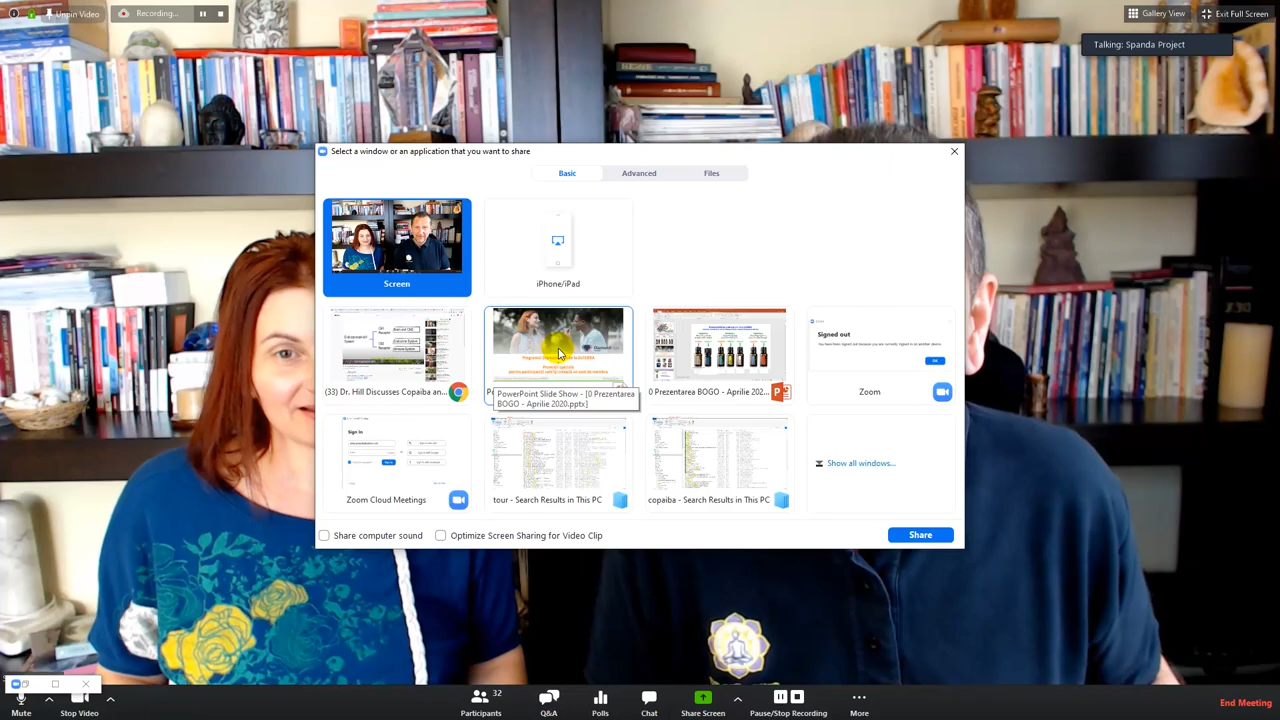 Unpin Video
Recording...
Gallery View
Exit Full Screen
Talking: Spanda Project
Select a window or an application that you want to share
Basic
Advanced
Files
Screen
iPhone/iPad
(33) Dr. Hill Discusses Copaiba an...
PowerPoint Slide Show - [0 Prezentarea
BOGO - Aprilie 2020.pptx]
0 Prezentarea BOGO - Aprilie 202...
Signed out
Zoom
Sign In
Zoom Cloud Meetings
tour - Search Results in This PC
copaiba - Search Results in This PC
Show all windows...
Share computer sound
Optimize Screen Sharing for Video Clip
Share
Mute
Stop Video
32
Participants
Q&A
Polls
Chat
Share Screen
Pause/Stop Recording
More
End Meeting